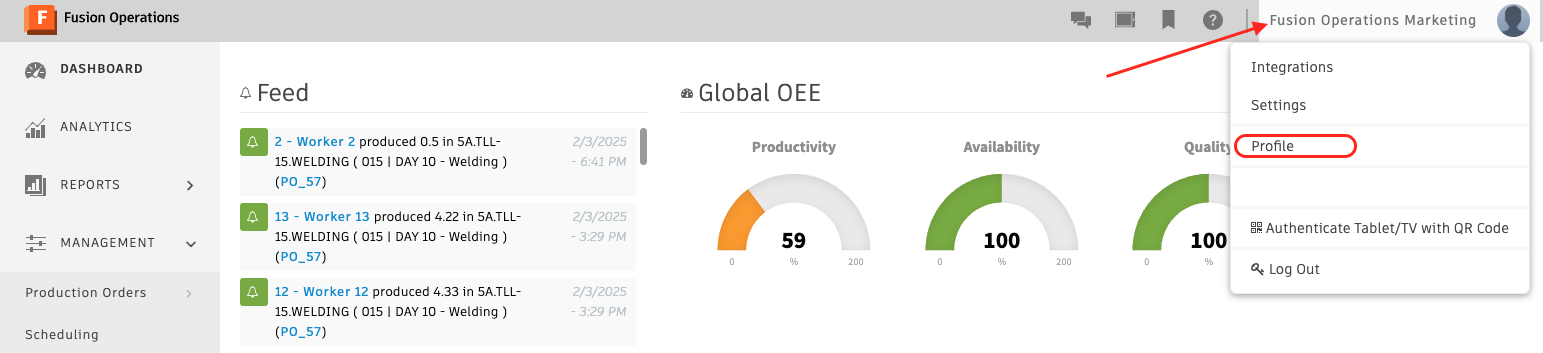 Fusion Operations
Fusion Operations Marketing
DASHBOARD
ANALYTICS
REPORTS
MANAGEMENT
Production Orders
Scheduling
Feed
2 - Worker 2 produced 0.5 in 5A.TLL-
15.WELDING ( 015 | DAY 10 - Welding )
(PO_57)
2/3/2025
- 6:41 PM
13 - Worker 13 produced 4.22 in 5A.TLL-
15.WELDING ( 015 | DAY 10 - Welding )
(PO_57)
2/3/2025
- 3:29 PM
12 - Worker 12 produced 4.33 in 5A.TLL-
15.WELDING ( 015 | DAY 10 - Welding )
(PO_57)
2/3/2025
- 3:29 PM
Global OEE
Productivity
59
0 % 200
Availability
100
0 % 200
Quality
100
0 % 200
Integrations
Settings
Profile
Authenticate Tablet/TV with QR Code
Log Out